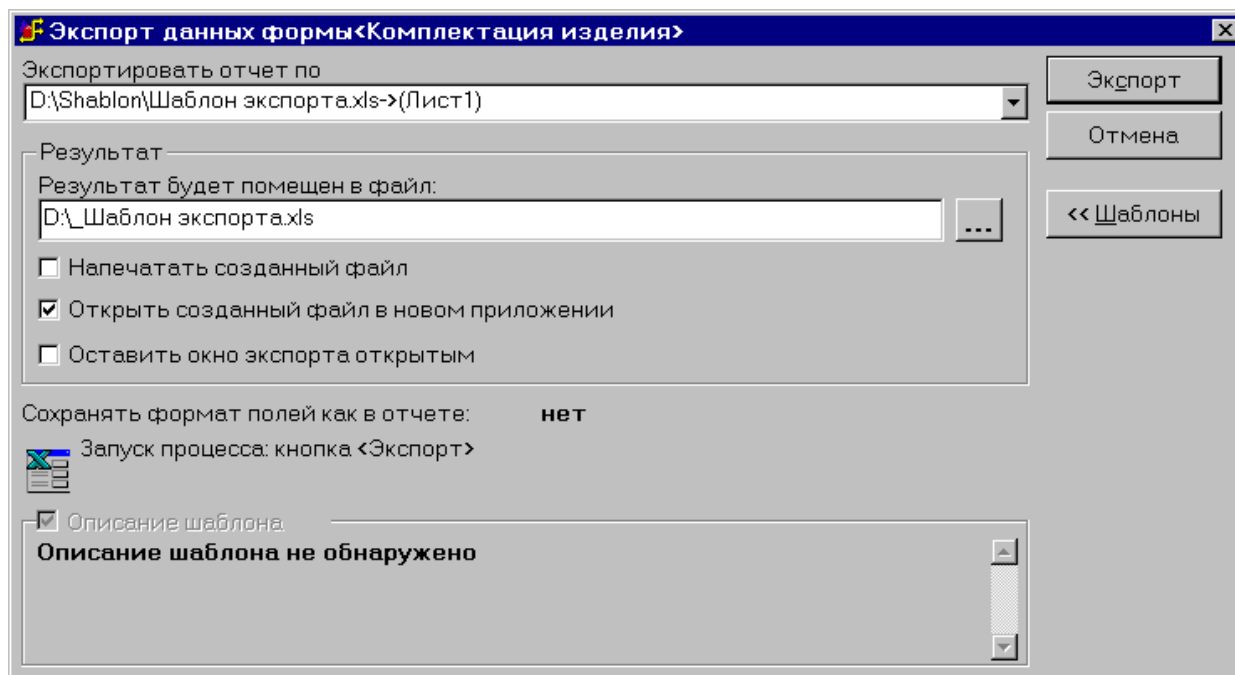 Экспорт данных формы<Комплектация изделия>
Экспортировать отчет по
D:\Shablon\Шаблон экспорта.xls->(Лист1)
Экспорт
Отмена
<< Шаблоны
Результат
Результат будет помещен в файл:
D:\_Шаблон экспорта.xls
...
Напечатать созданный файл
Открыть созданный файл в новом приложении
Оставить окно экспорта открытым
Сохранять формат полей как в отчете: нет
Запуск процесса: кнопка <Экспорт>
Описание шаблона
Описание шаблона не обнаружено